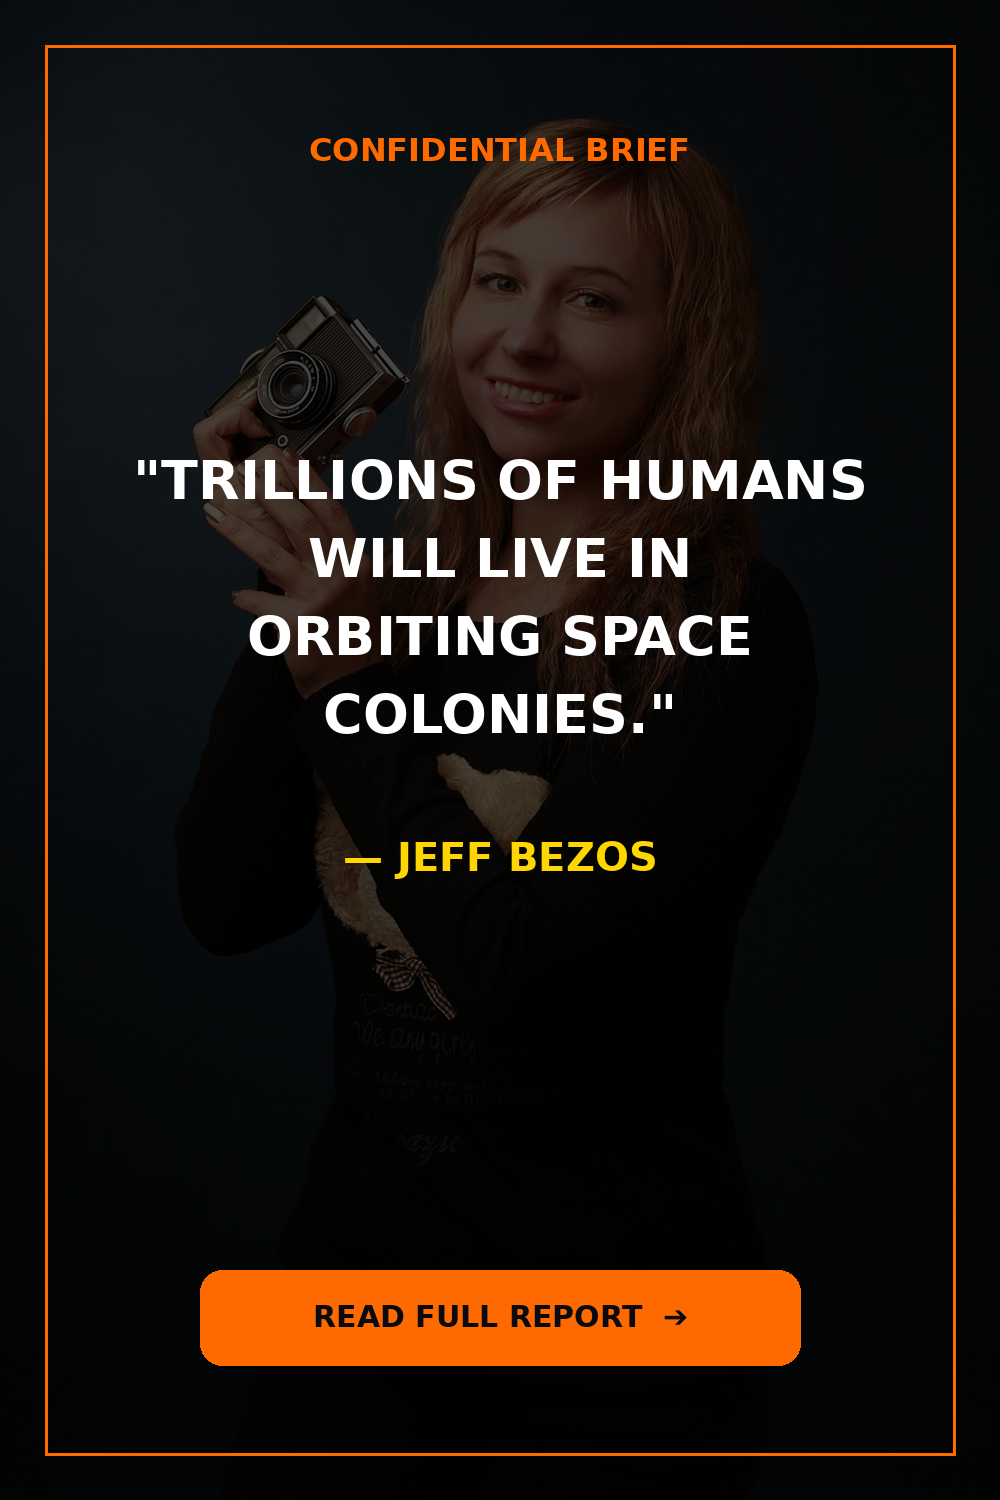 CONFIDENTIAL BRIEF
"TRILLIONS OF HUMANS
WILL LIVE IN
ORBITING SPACE
COLONIES."
— JEFF BEZOS
READ FULL REPORT ➔